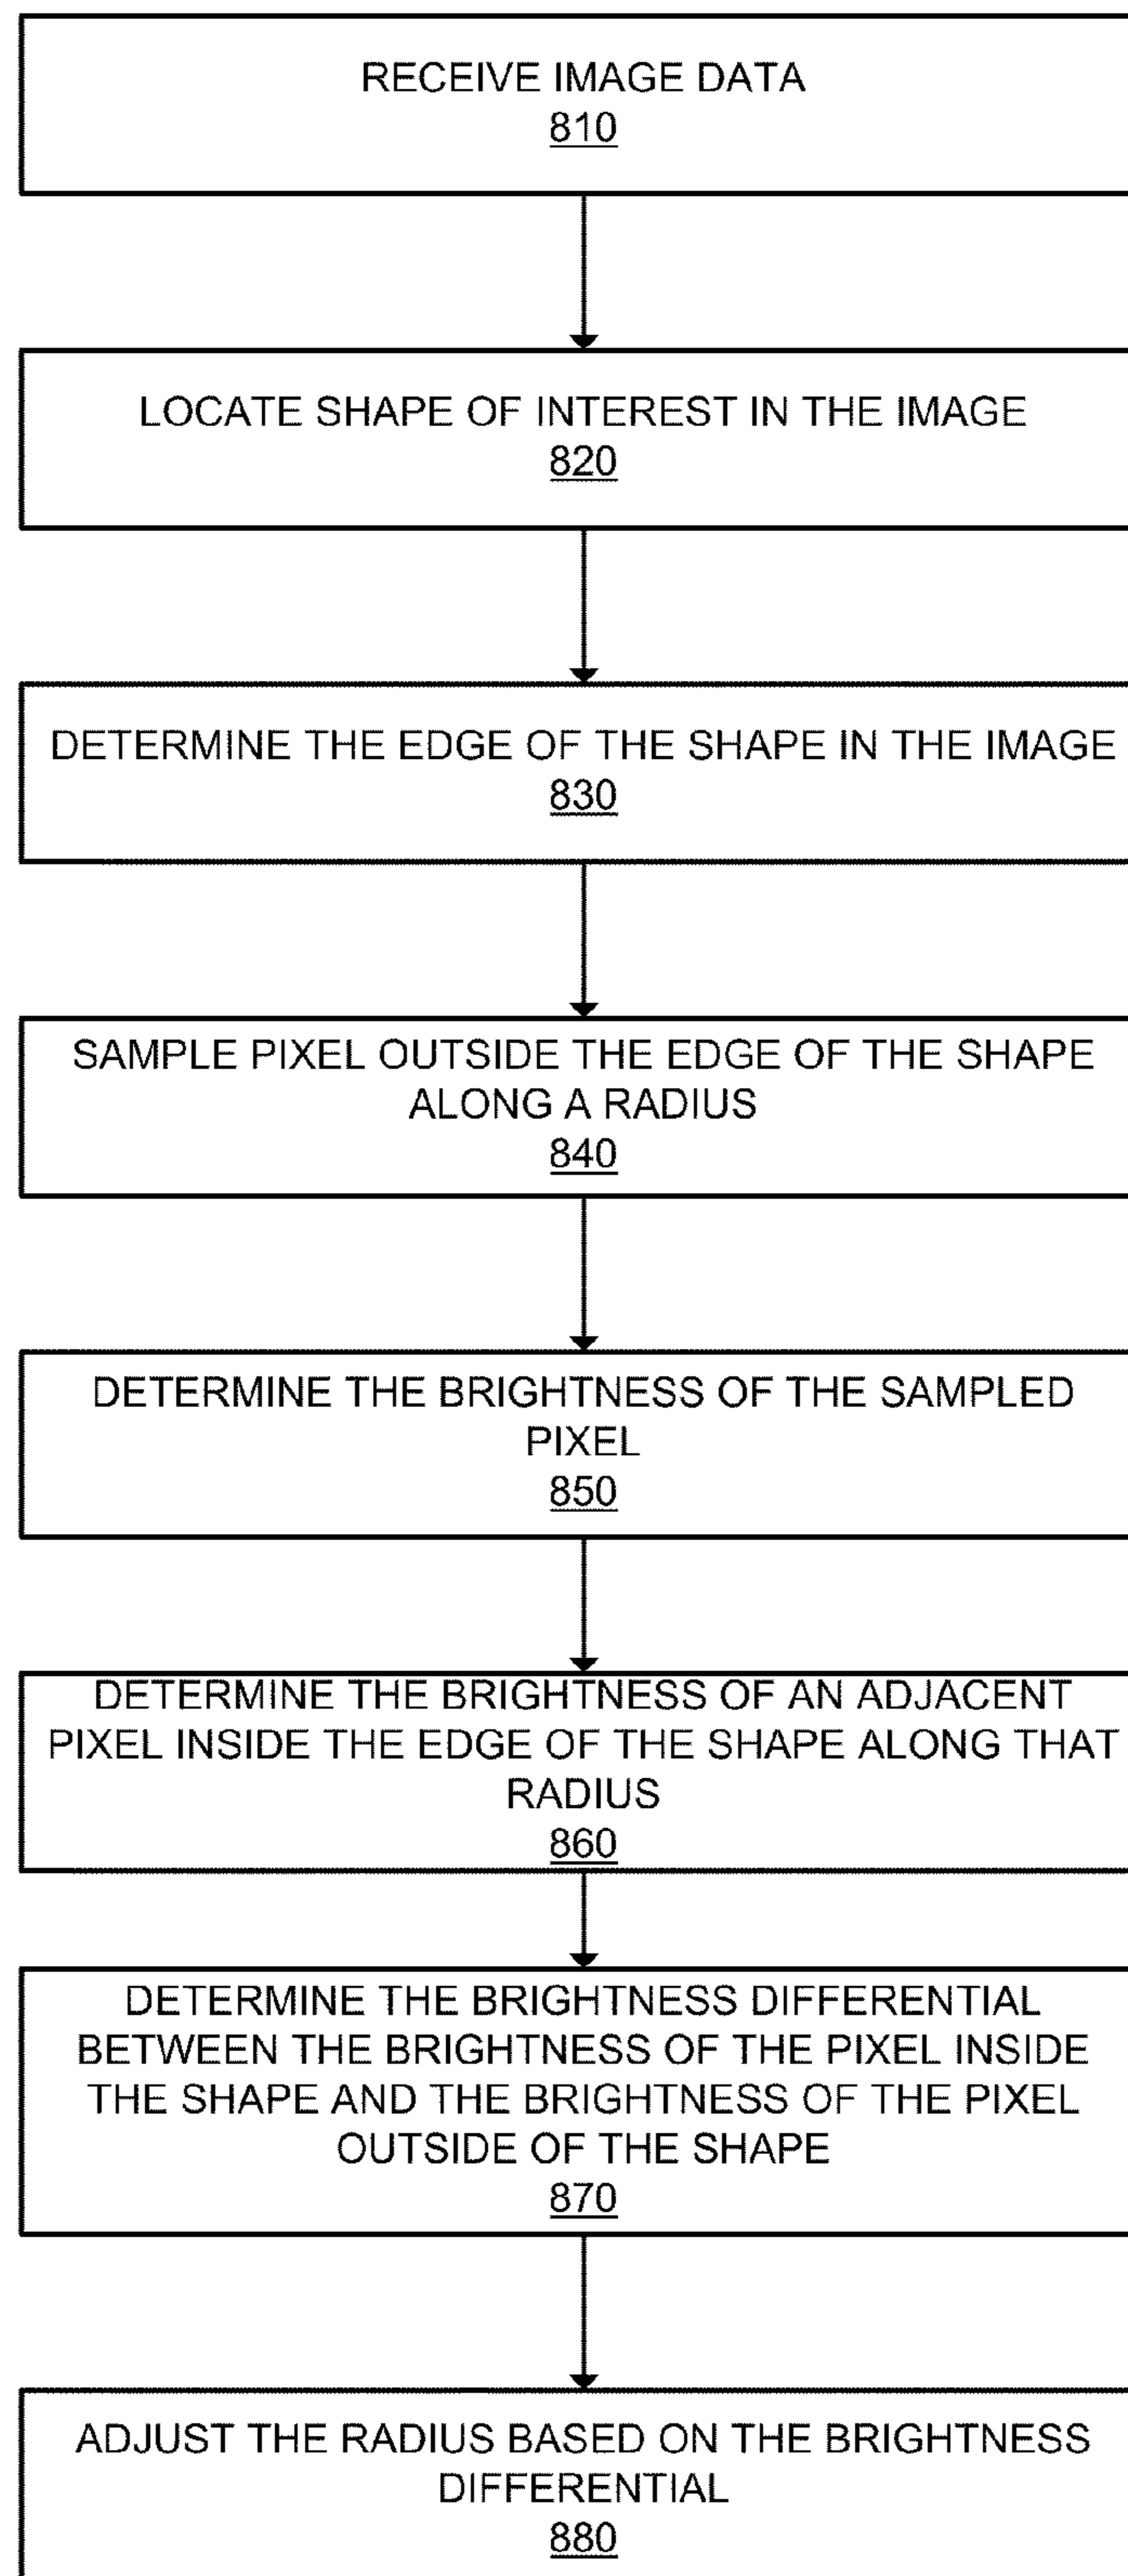 RECEIVE IMAGE DATA
810
LOCATE SHAPE OF INTEREST IN THE IMAGE
820
DETERMINE THE EDGE OF THE SHAPE IN THE IMAGE
830
SAMPLE PIXEL OUTSIDE THE EDGE OF THE SHAPE
ALONG A RADIUS
840
DETERMINE THE BRIGHTNESS OF THE SAMPLED
PIXEL
850
DETERMINE THE BRIGHTNESS OF AN ADJACENT
PIXEL INSIDE THE EDGE OF THE SHAPE ALONG THAT
RADIUS
860
DETERMINE THE BRIGHTNESS DIFFERENTIAL
BETWEEN THE BRIGHTNESS OF THE PIXEL INSIDE
THE SHAPE AND THE BRIGHTNESS OF THE PIXEL
OUTSIDE OF THE SHAPE
870
ADJUST THE RADIUS BASED ON THE BRIGHTNESS
DIFFERENTIAL
880